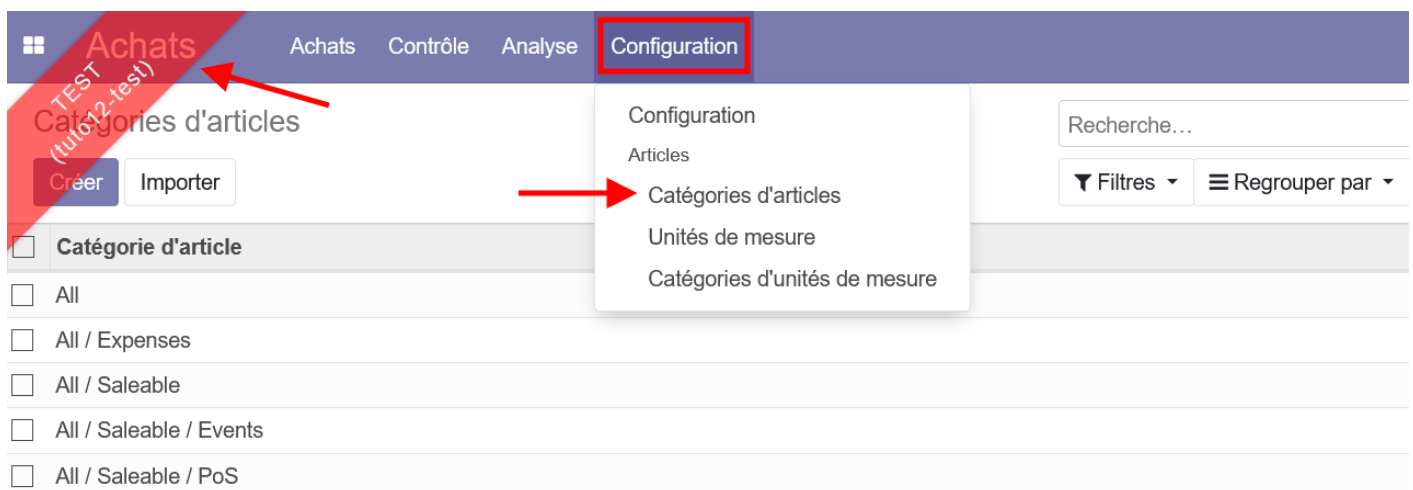 Achats Achats Contrôle Analyse Configuration
TEST
(tuto12-test)
Catégories d'articles
Recherche...
Créer Importer
Filtres Regrouper par
Configuration
Articles
Catégories d'articles
Unités de mesure
Catégories d'unités de mesure
Catégorie d'article
All
All / Expenses
All / Saleable
All / Saleable / Events
All / Saleable / PoS